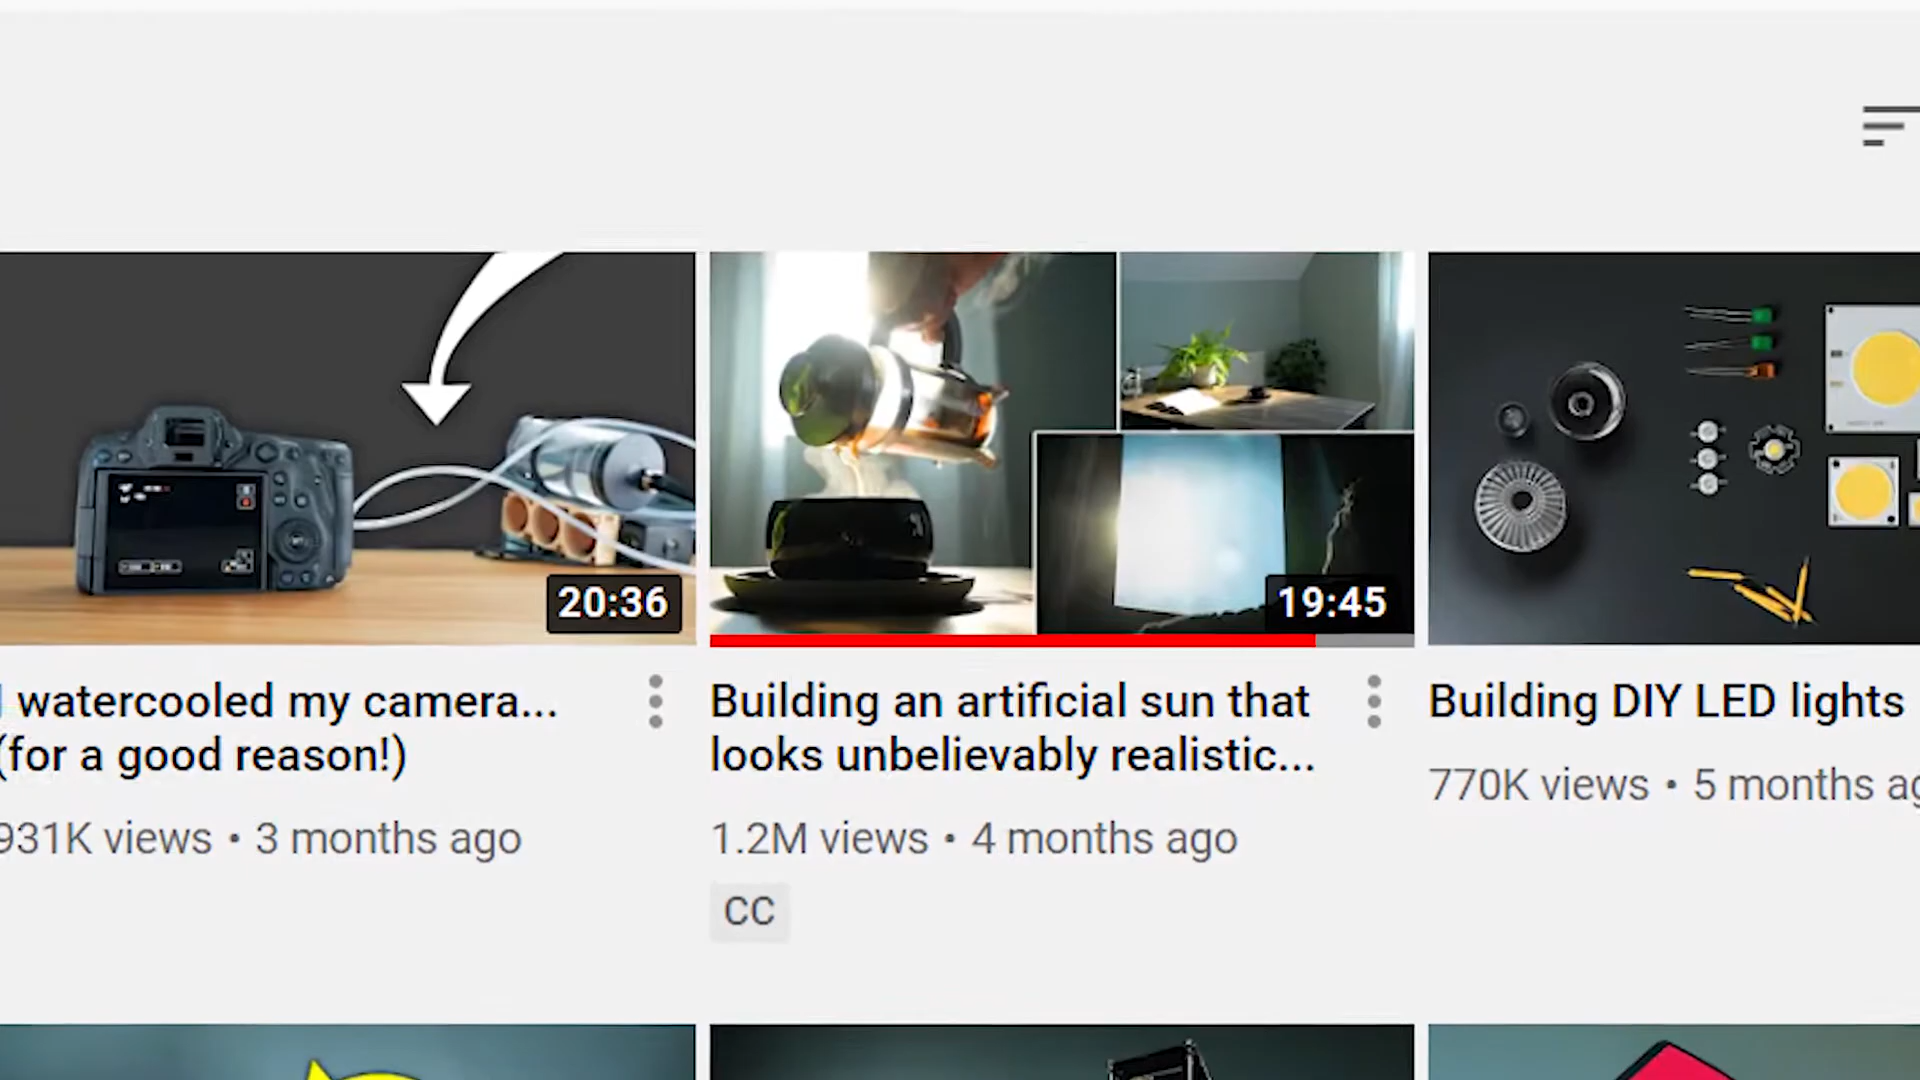 20:36
19:45
I watercooled my camera...
(for a good reason!)
931K views • 3 months ago
Building an artificial sun that
looks unbelievably realistic...
1.2M views • 4 months ago
CC
Building DIY LED lights
770K views • 5 months ag